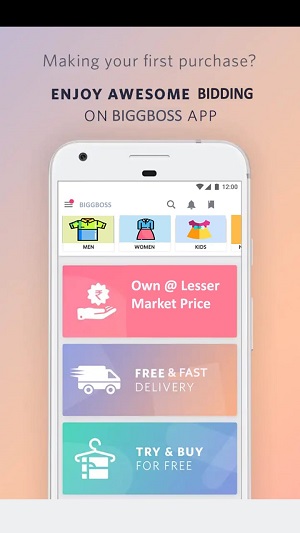 Making your first purchase?
ENJOY AWESOME BIDDING
ON BIGGBOSS APP
12:00
BIGGBOSS
MEN
WOMEN
KIDS
Own @ Lesser
Market Price
FREE & FAST
DELIVERY
TRY & BUY
FOR FREE